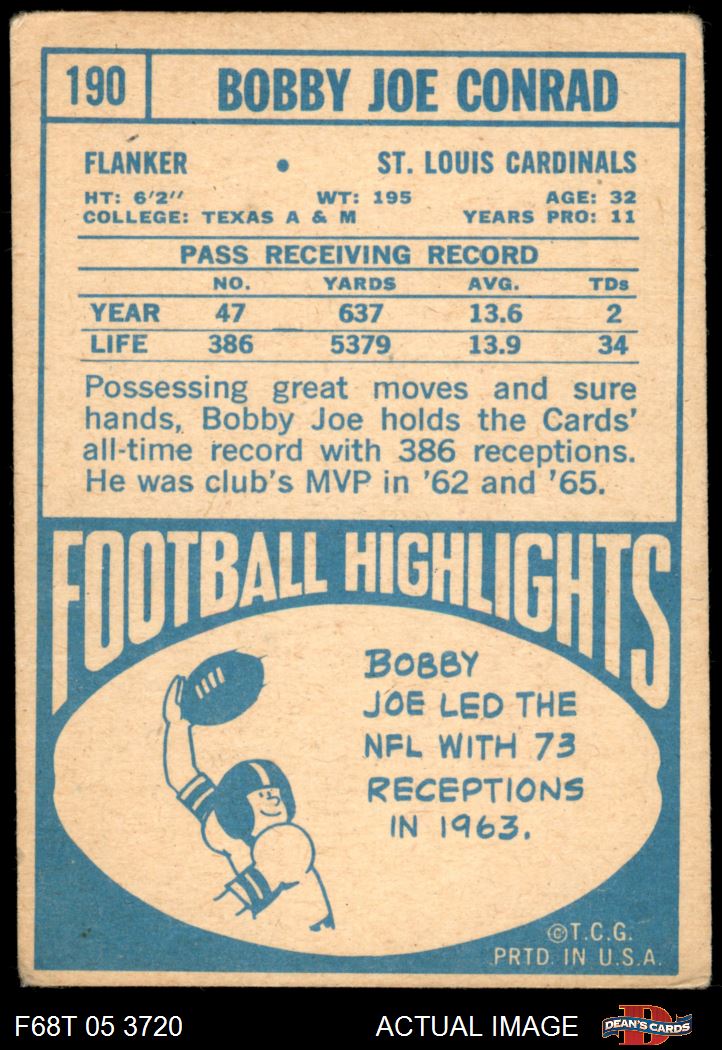 190 BOBBY JOE CONRAD
FLANKER • ST. LOUIS CARDINALS
HT: 6'2" WT: 195 AGE: 32
COLLEGE: TEXAS A & M YEARS PRO: 11
PASS RECEIVING RECORD
NO. YARDS AVG. TDs
YEAR 47 637 13.6 2
LIFE 386 5379 13.9 34
Possessing great moves and sure
hands, Bobby Joe holds the Cards'
all-time record with 386 receptions.
He was club's MVP in '62 and '65.
FOOTBALL HIGHLIGHTS
BOBBY
JOE LED THE
NFL WITH 73
RECEPTIONS
IN 1963.
©T.C.G.
PRTD. IN U.S.A.
F68T 05 3720 ACTUAL IMAGE D DEAN'S CARDS